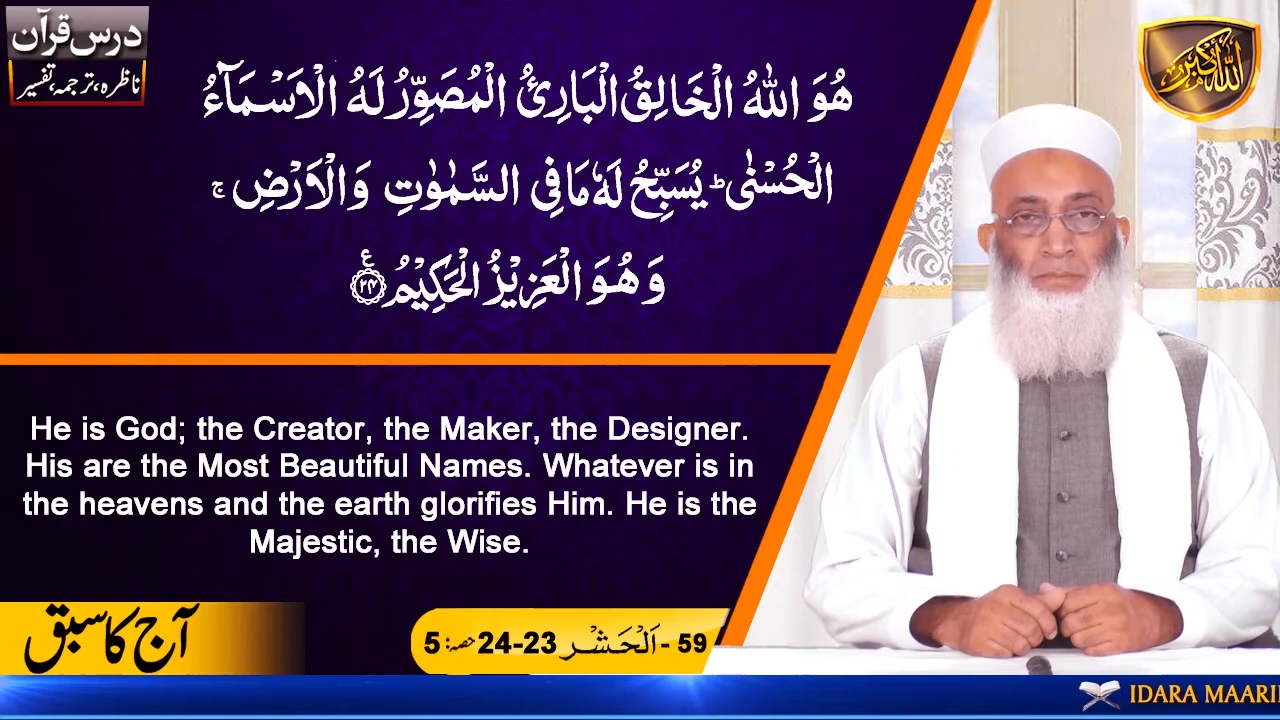 درس قرآن
ناظرہ، ترجمہ، تفسیر
اللہ اکبر
هُوَ اللّٰهُ الْخَالِقُ الْبَارِئُ الْمُصَوِّرُ لَهُ الْاَسْمَآءُ
الْحُسْنٰى ؕ يُسَبِّحُ لَهٗ مَا فِى السَّمٰوٰتِ وَالْاَرْضِ ۚ
وَ هُوَ الْعَزِيْزُ الْحَكِيْمُ ﴿۲۴﴾ ع
He is God; the Creator, the Maker, the Designer.
His are the Most Beautiful Names. Whatever is in
the heavens and the earth glorifies Him. He is the
Majestic, the Wise.
آج کا سبق
59 - اَلْحَشْر 23-24 حصہ: 5
IDARA MAARI